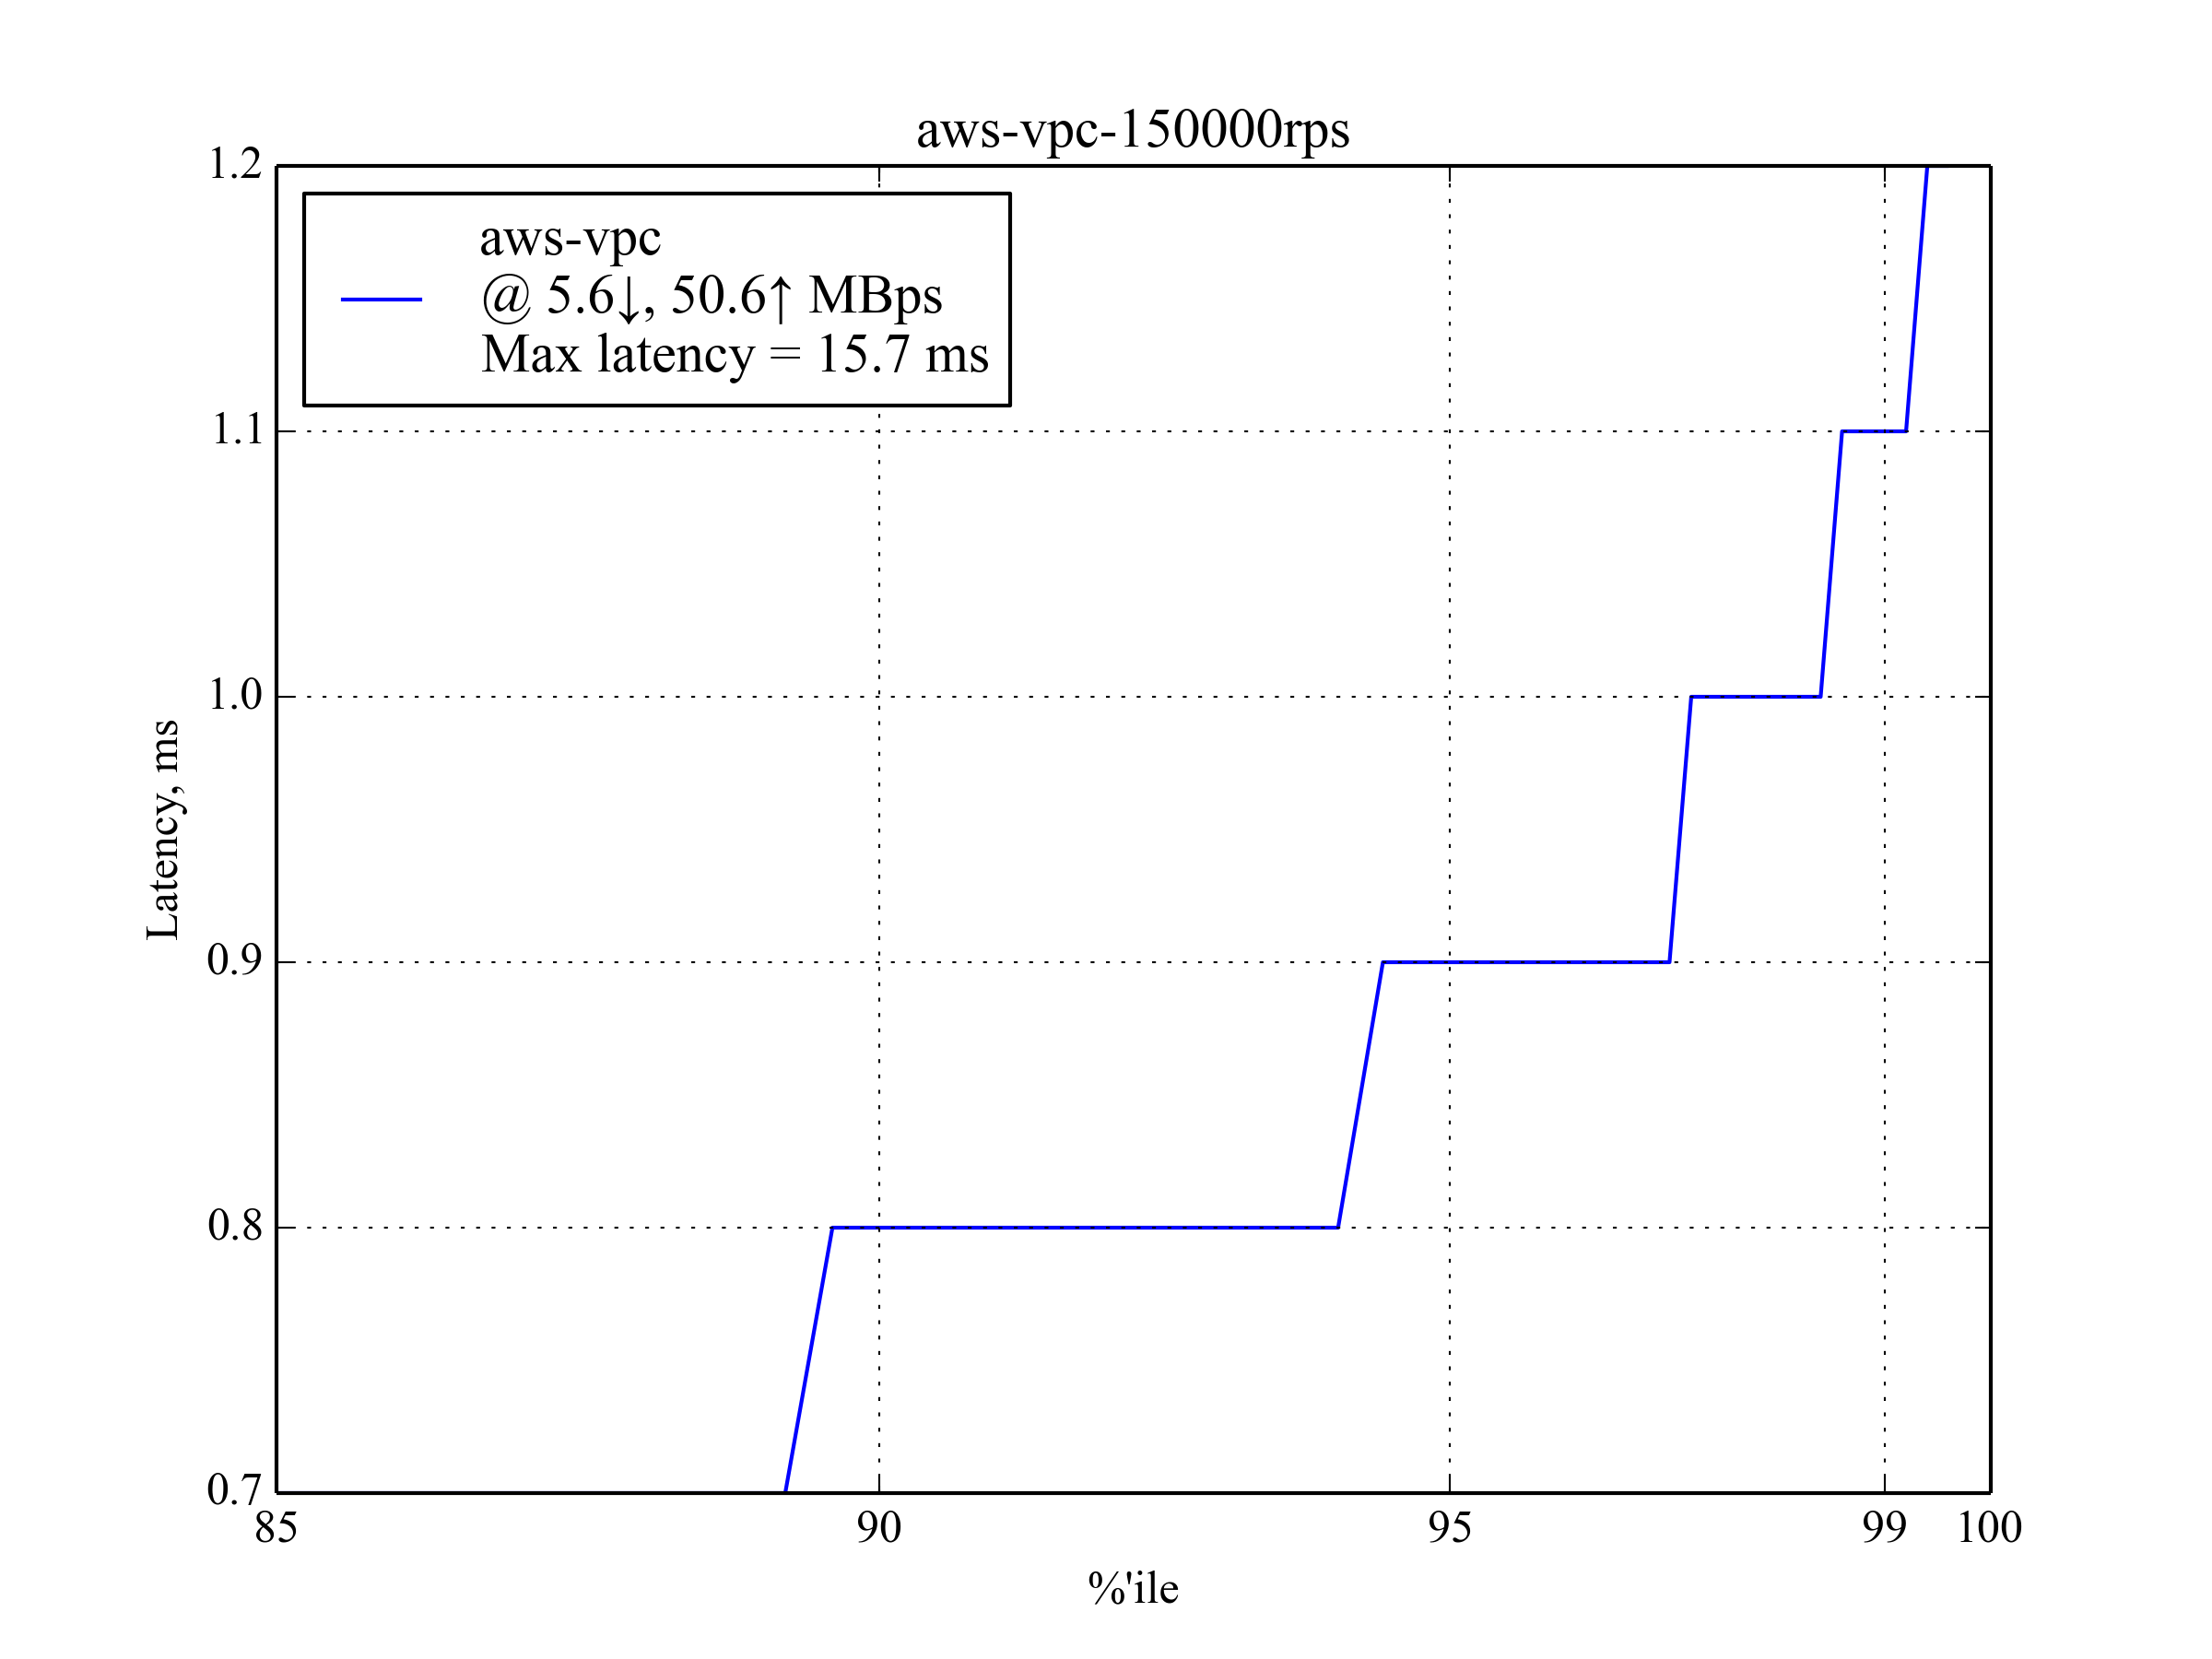 aws-vpc-150000rps
aws-vpc
@ 5.6↓, 50.6↑ MBps
Max latency = 15.7 ms
1.2
1.1
1.0
0.9
0.8
0.7
Latency, ms
85 90 95 99 100
%'ile